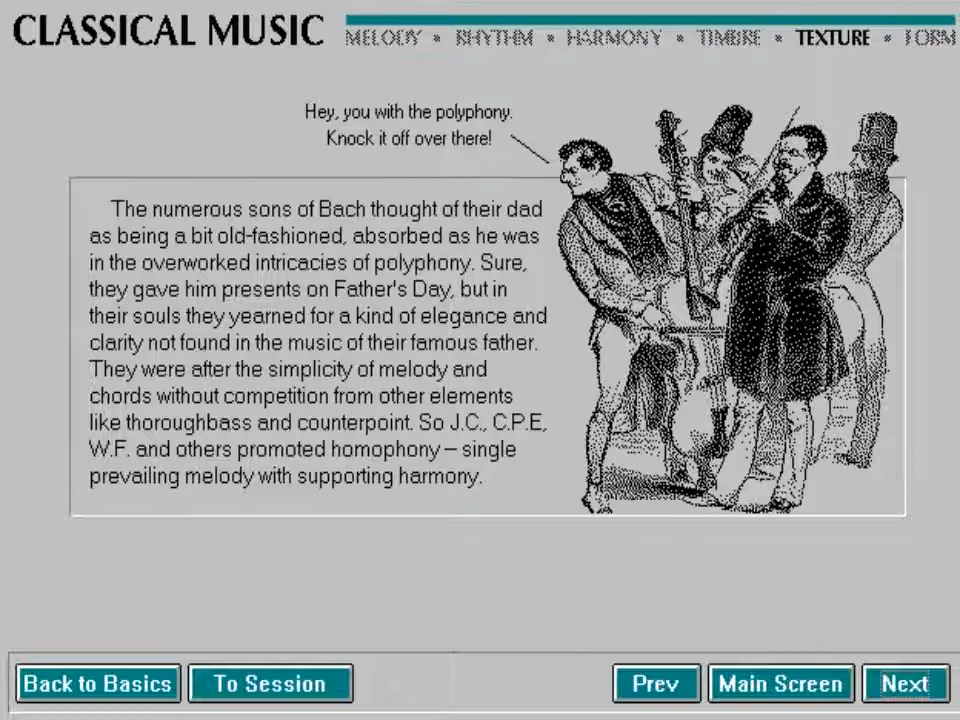 CLASSICAL MUSIC
MELODY * RHYTHM * HARMONY * TIMBRE * TEXTURE * FORM
Hey, you with the polyphony.
Knock it off over there!
The numerous sons of Bach thought of their dad
as being a bit old-fashioned, absorbed as he was
in the overworked intricacies of polyphony. Sure,
they gave him presents on Father's Day, but in
their souls they yearned for a kind of elegance and
clarity not found in the music of their famous father.
They were after the simplicity of melody and
chords without competition from other elements
like thoroughbass and counterpoint. So J.C., C.P.E,
W.F. and others promoted homophony – single
prevailing melody with supporting harmony.
Back to Basics To Session Prev Main Screen Next